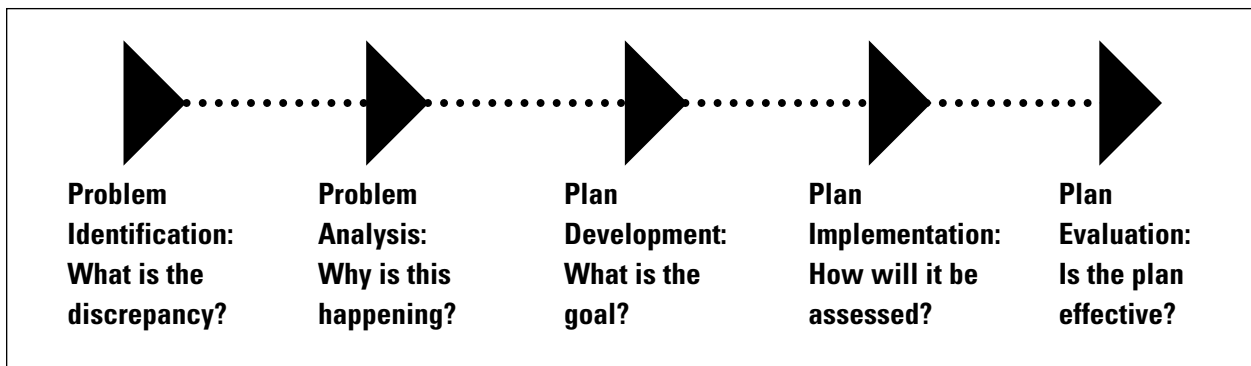 Problem
Identification:
What is the
discrepancy?
Problem
Analysis:
Why is this
happening?
Plan
Development:
What is the
goal?
Plan
Implementation:
How will it be
assessed?
Plan
Evaluation:
Is the plan
effective?